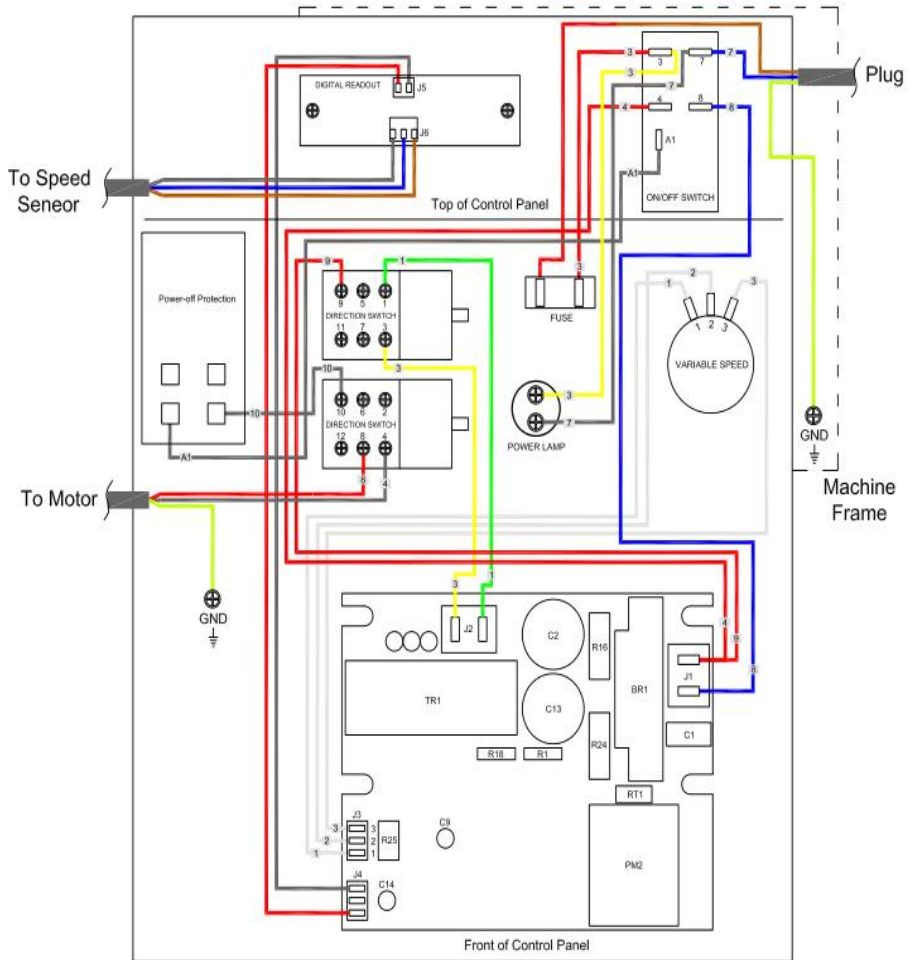 3
3
3
7
7
7
Plug
DIGITAL READOUT
J5
4
4
8
8
J6
A1
A1
To Speed
Seneor
Top of Control Panel
ON/OFF SWITCH
9
1
1
2
3
Power-off Protection
3
9
5
1
FUSE
1
2
3
DIRECTION SWITCH
11
7
3
VARIABLE SPEED
3
10
3
10
6
2
10
DIRECTION SWITCH
7
12
8
4
POWER LAMP
GND
A1
8
4
To Motor
Machine
Frame
3
1
GND
4
9
8
J2
C2
R16
J1
BR1
TR1
C13
C1
R24
R18
R1
RT1
J3
3
3
2
2
1
1
R25
C9
J4
C14
PM2
Front of Control Panel